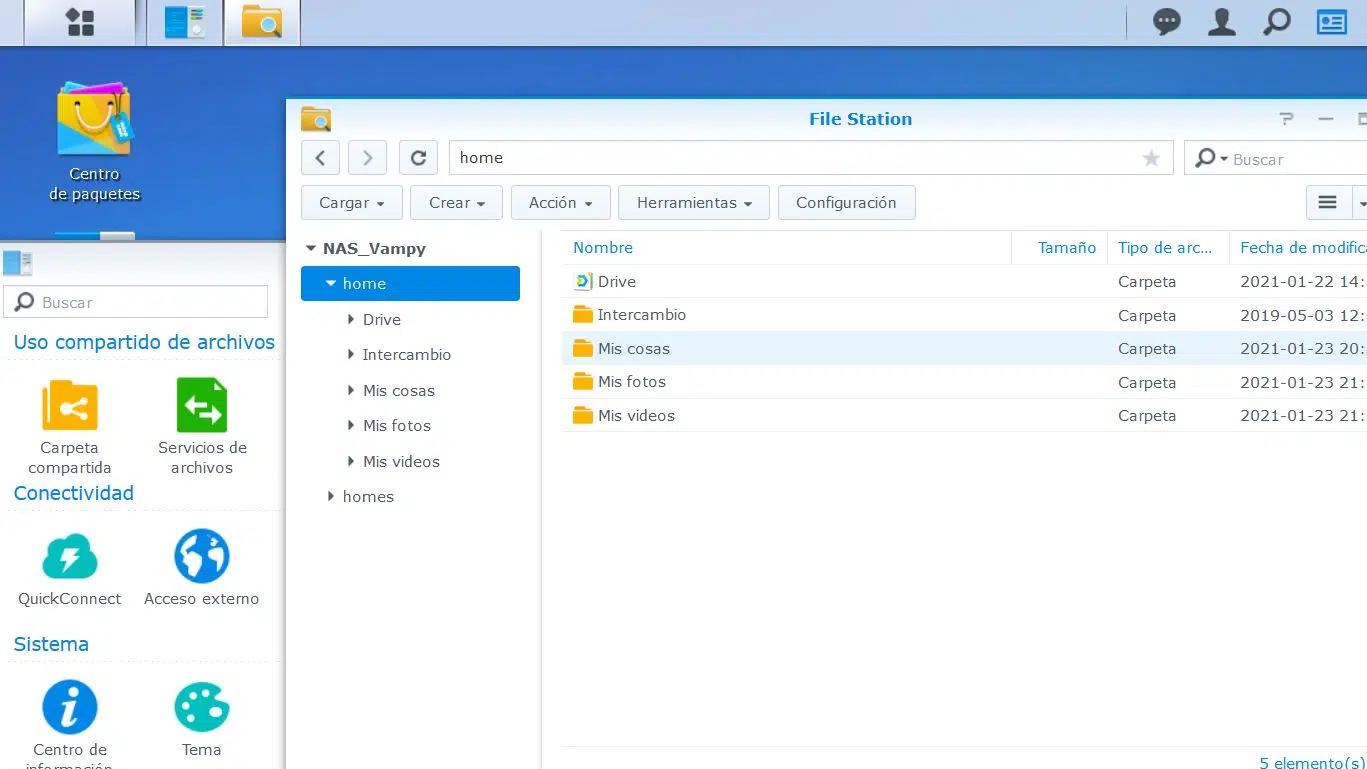 Centro
de paquetes
File Station
home
Buscar
Cargar
Crear
Acción
Herramientas
Configuración
NAS_Vampy
home
Drive
Intercambio
Mis cosas
Mis fotos
Mis videos
homes
Nombre Tamaño Tipo de arc... Fecha de modific
Drive Carpeta 2021-01-22 14:
Intercambio Carpeta 2019-05-03 12:
Mis cosas Carpeta 2021-01-23 20:
Mis fotos Carpeta 2021-01-23 21:
Mis videos Carpeta 2021-01-23 21:
5 elemento(s)
Buscar
Uso compartido de archivos
Carpeta
compartida
Servicios de
archivos
Conectividad
QuickConnect
Acceso externo
Sistema
Centro de
información
Tema